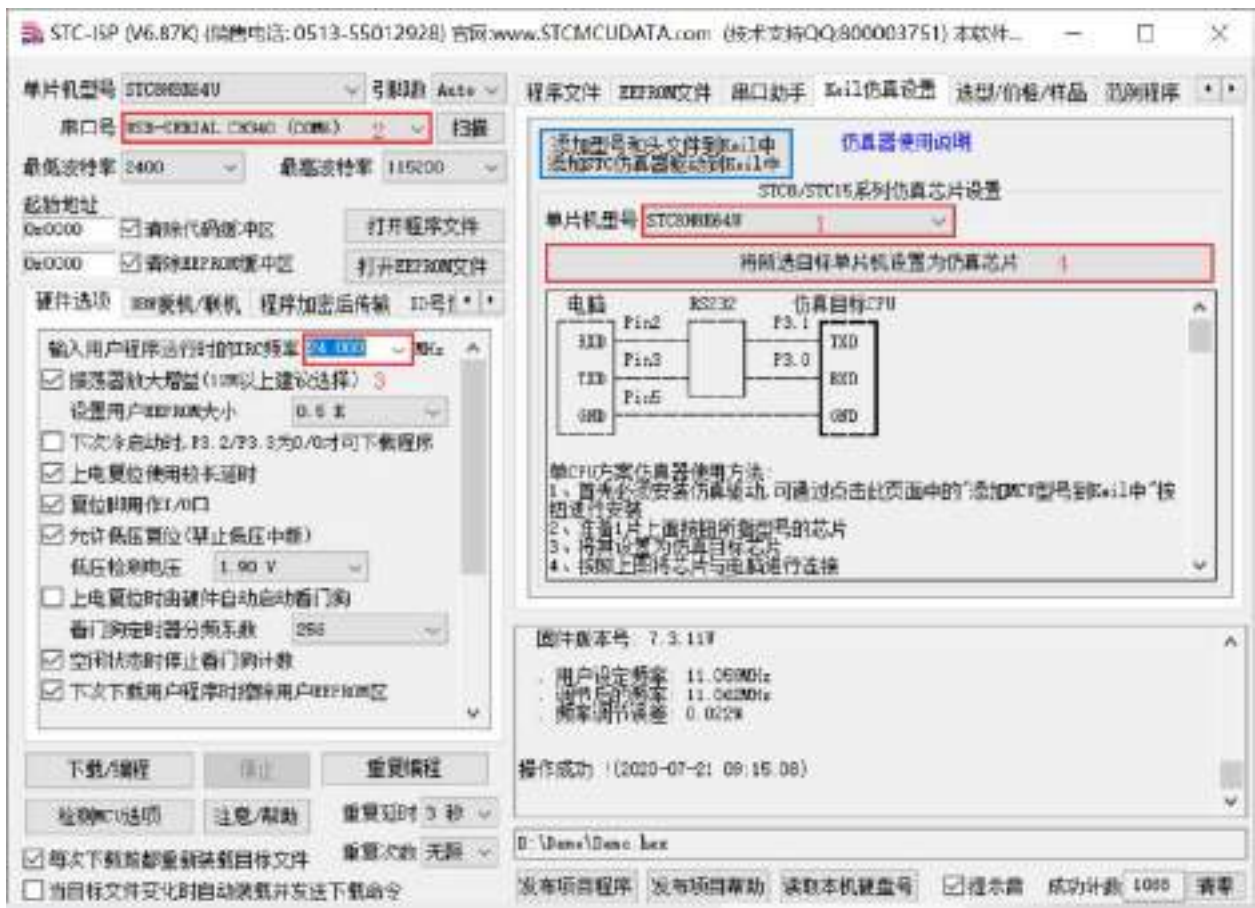 STC-ISP (V6.87K) (销售电话: 0513-55012928) 官网:www.STCMCUDATA.com (技术支持QQ:800003751) 本软件...
单片机型号 STC8H8K64U 引脚数 Auto
串口号 USB-SERIAL CH340 (COM6) 2 扫描
最低波特率 2400 最高波特率 115200
起始地址
0x0000 清除代码缓冲区 打开程序文件
0x0000 清除EEPROM缓冲区 打开EEPROM文件
硬件选项 脱机/联机 程序加密后传输 ID号
输入用户程序运行时的IRC频率 24.000 MHz
振荡器放大增益(12M以上建议选择) 3
设置用户EEPROM大小 0.5 K
下次冷启动时,P3.2/P3.3为0/0才可下载程序
上电复位使用较长延时
复位脚用作I/O口
允许低压复位(禁止低压中断)
低压检测电压 1.90 V
上电复位时由硬件自动启动看门狗
看门狗定时器分频系数 256
空闲状态时停止看门狗计数
下次下载用户程序时擦除用户EEPROM区
下载/编程 停止 重复编程
检测MCU选项 注意/帮助 重复延时 3 秒
每次下载前都重新装载目标文件 重复次数 无限
当目标文件变化时自动装载并发送下载命令
程序文件 EEPROM文件 串口助手 Keil仿真设置 选型/价格/样品 范例程序
添加型号和头文件到Keil中
添加STC仿真器驱动到Keil中
仿真器使用说明
STC8/STC15系列仿真芯片设置
单片机型号 STC8H8K64U 1
将所选目标单片机设置为仿真芯片 4
电脑 RS232 仿真目标CPU
Pin2 P3.1
RXD TXD
Pin3 P3.0
TXD RXD
Pin5
GND GND
单CPU方案仿真器使用方法:
1、首先必须安装仿真驱动,可通过点击此页面中的"添加MCU型号到Keil中"按
钮进行安装
2、准备1片上面按钮所指型号的芯片
3、将其设置为仿真目标芯片
4、按照上图将芯片与电脑进行连接
固件版本号: 7.3.11U
. 用户设定频率: 11.059MHz
. 调节后的频率: 11.062MHz
. 频率调节误差: 0.022%
操作成功 !(2020-07-21 09:15:08)
D:\Demo\Demo.hex
发布项目程序 发布项目帮助 读取本机硬盘号 提示音 成功计数 1088 清零